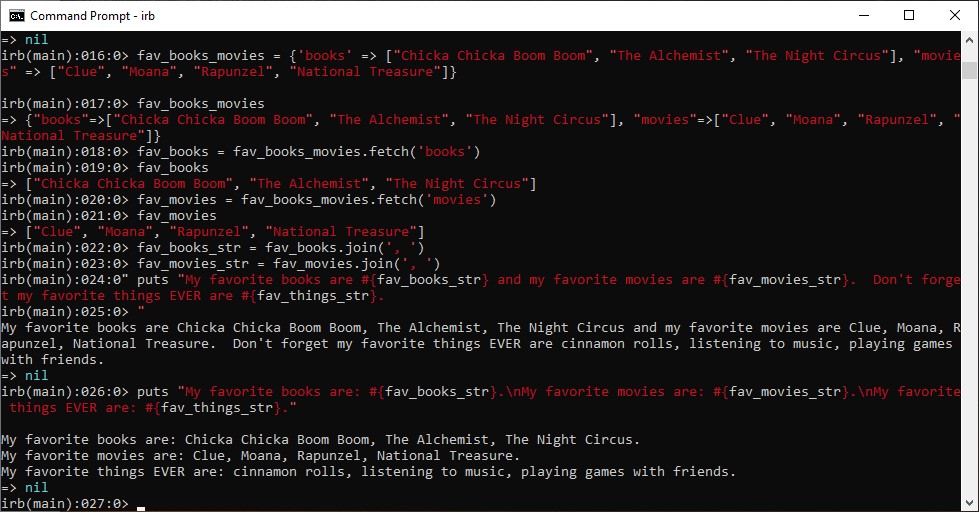 Command Prompt - irb
=> nil
irb(main):016:0> fav_books_movies = {'books' => ["Chicka Chicka Boom Boom", "The Alchemist", "The Night Circus"], "movie
s" => ["Clue", "Moana", "Rapunzel", "National Treasure"]}
irb(main):017:0> fav_books_movies
=> {"books"=>["Chicka Chicka Boom Boom", "The Alchemist", "The Night Circus"], "movies"=>["Clue", "Moana", "Rapunzel", "
National Treasure"]}
irb(main):018:0> fav_books = fav_books_movies.fetch('books')
irb(main):019:0> fav_books
=> ["Chicka Chicka Boom Boom", "The Alchemist", "The Night Circus"]
irb(main):020:0> fav_movies = fav_books_movies.fetch('movies')
irb(main):021:0> fav_movies
=> ["Clue", "Moana", "Rapunzel", "National Treasure"]
irb(main):022:0> fav_books_str = fav_books.join(', ')
irb(main):023:0> fav_movies_str = fav_movies.join(', ')
irb(main):024:0" puts "My favorite books are #{fav_books_str} and my favorite movies are #{fav_movies_str}.  Don't forge
t my favorite things EVER are #{fav_things_str}.
irb(main):025:0> "
My favorite books are Chicka Chicka Boom Boom, The Alchemist, The Night Circus and my favorite movies are Clue, Moana, R
apunzel, National Treasure.  Don't forget my favorite things EVER are cinnamon rolls, listening to music, playing games
with friends.
=> nil
irb(main):026:0> puts "My favorite books are: #{fav_books_str}.\nMy favorite movies are: #{fav_movies_str}.\nMy favorite
 things EVER are: #{fav_things_str}."
My favorite books are: Chicka Chicka Boom Boom, The Alchemist, The Night Circus.
My favorite movies are: Clue, Moana, Rapunzel, National Treasure.
My favorite things EVER are: cinnamon rolls, listening to music, playing games with friends.
=> nil
irb(main):027:0>